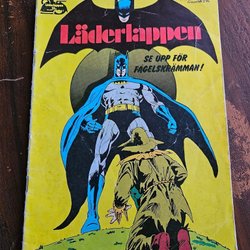 Läderlappen
SE UPP FÖR
FÅGELSKRÄMMAN!